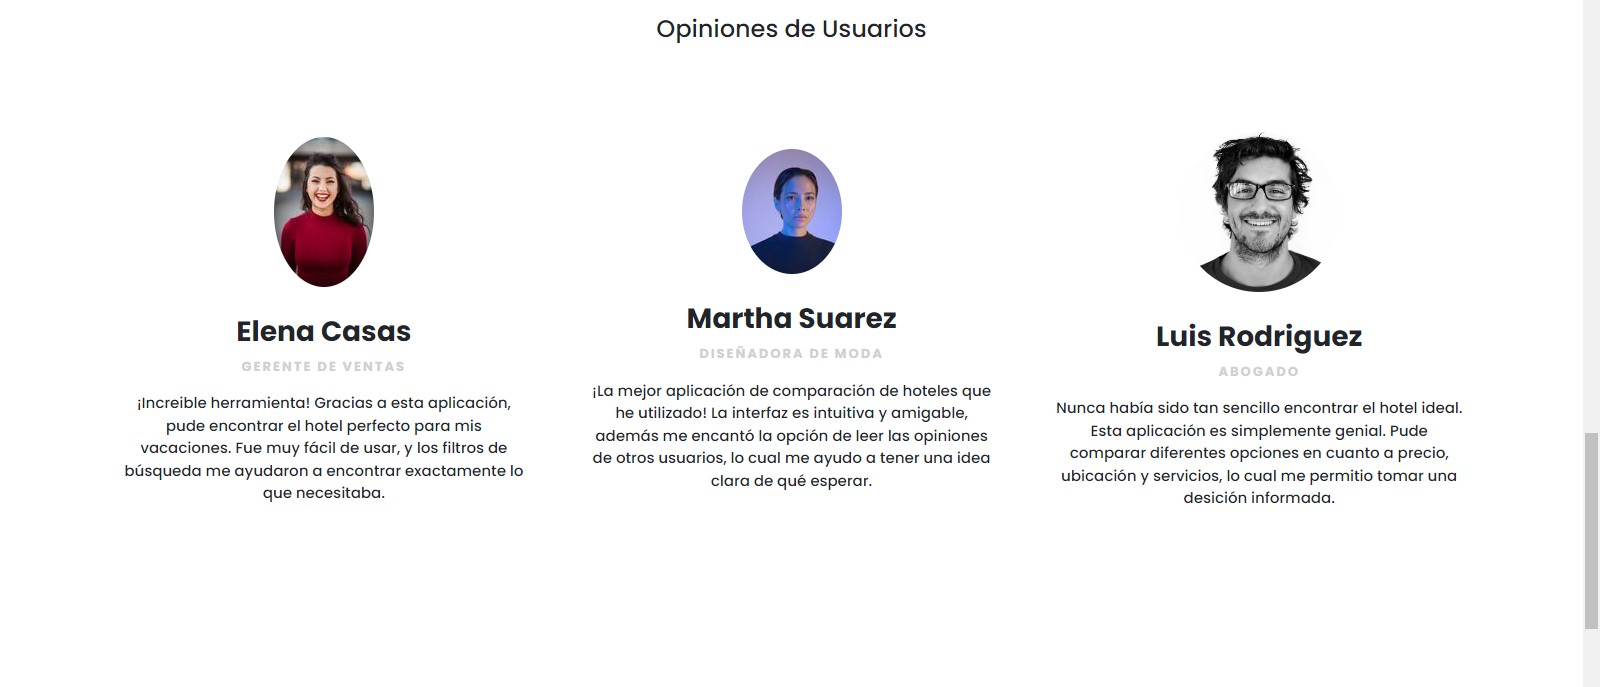 Opiniones de Usuarios
Elena Casas
GERENTE DE VENTAS
¡Increible herramienta! Gracias a esta aplicación,
pude encontrar el hotel perfecto para mis
vacaciones. Fue muy fácil de usar, y los filtros de
búsqueda me ayudaron a encontrar exactamente lo
que necesitaba.
Martha Suarez
DISEÑADORA DE MODA
¡La mejor aplicación de comparación de hoteles que
he utilizado! La interfaz es intuitiva y amigable,
además me encantó la opción de leer las opiniones
de otros usuarios, lo cual me ayudo a tener una idea
clara de qué esperar.
Luis Rodriguez
ABOGADO
Nunca había sido tan sencillo encontrar el hotel ideal.
Esta aplicación es simplemente genial. Pude
comparar diferentes opciones en cuanto a precio,
ubicación y servicios, lo cual me permitio tomar una
desición informada.